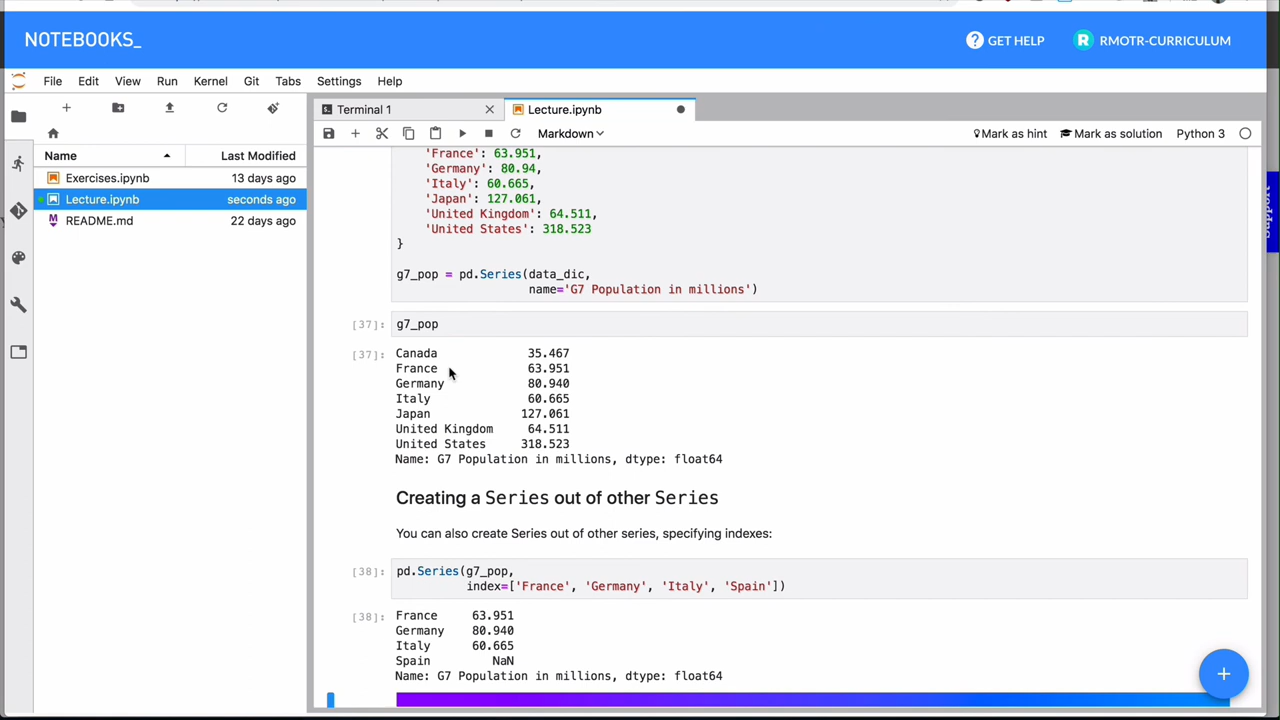 NOTEBOOKS_
GET HELP
R RMOTR-CURRICULUM
File Edit View Run Kernel Git Tabs Settings Help
Name Last Modified
Exercises.ipynb 13 days ago
Lecture.ipynb seconds ago
README.md 22 days ago
Terminal 1
Lecture.ipynb
Markdown
Mark as hint Mark as solution Python 3
'France': 63.951,
'Germany': 80.94,
'Italy': 60.665,
'Japan': 127.061,
'United Kingdom': 64.511,
'United States': 318.523
}
g7_pop = pd.Series(data_dic,
name='G7 Population in millions')
[37]: g7_pop
[37]: Canada 35.467
France 63.951
Germany 80.940
Italy 60.665
Japan 127.061
United Kingdom 64.511
United States 318.523
Name: G7 Population in millions, dtype: float64
Creating a Series out of other Series
You can also create Series out of other series, specifying indexes:
[38]: pd.Series(g7_pop,
index=['France', 'Germany', 'Italy', 'Spain'])
[38]: France 63.951
Germany 80.940
Italy 60.665
Spain NaN
Name: G7 Population in millions, dtype: float64
Support